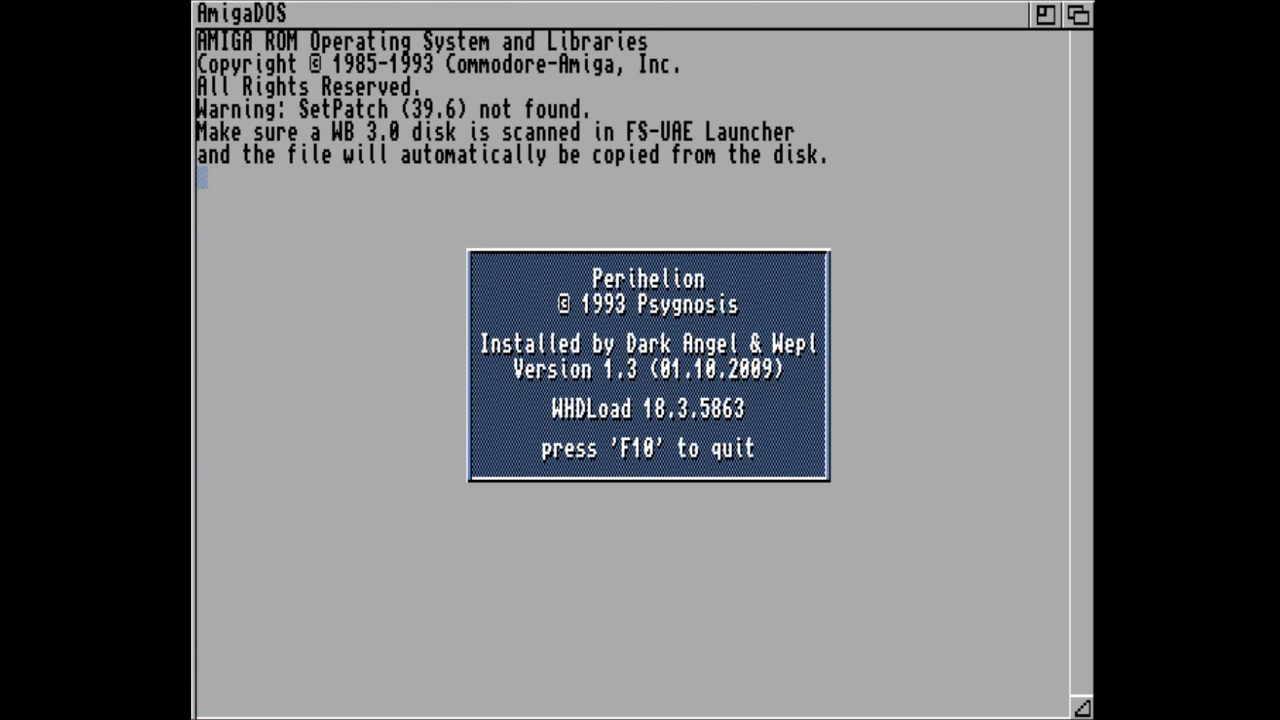 AmigaDOS
AMIGA ROM Operating System and Libraries
Copyright © 1985-1993 Commodore-Amiga, Inc.
All Rights Reserved.
Warning: SetPatch (39.6) not found.
Make sure a WB 3.0 disk is scanned in FS-UAE Launcher
and the file will automatically be copied from the disk.
Perihelion
© 1993 Psygnosis
Installed by Dark Angel & Wepl
Version 1.3 (01.10.2009)
WHDLoad 18.3.5863
press 'F10' to quit